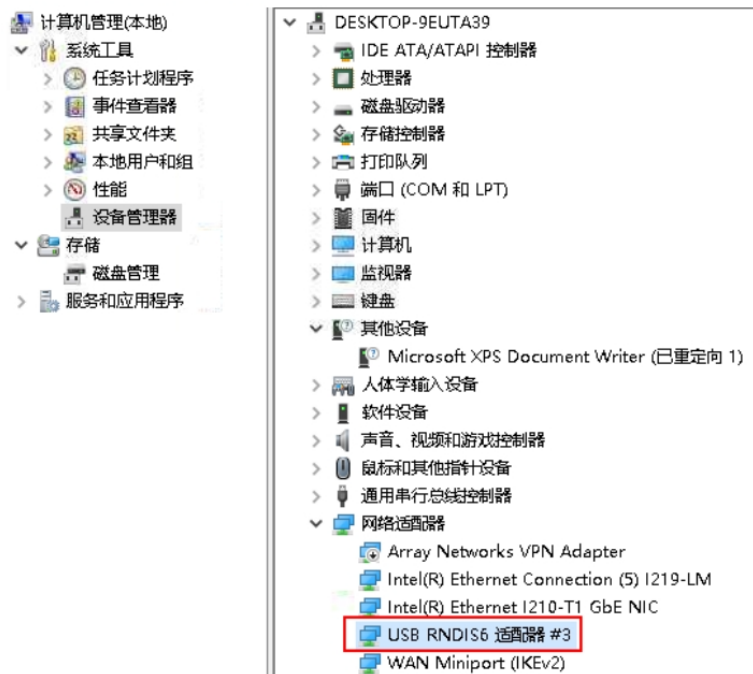 计算机管理(本地)
系统工具
任务计划程序
事件查看器
共享文件夹
本地用户和组
性能
设备管理器
存储
磁盘管理
服务和应用程序
DESKTOP-9EUTA39
IDE ATA/ATAPI 控制器
处理器
磁盘驱动器
存储控制器
打印队列
端口 (COM 和 LPT)
固件
计算机
监视器
键盘
其他设备
Microsoft XPS Document Writer (已重定向 1)
人体学输入设备
软件设备
声音、视频和游戏控制器
鼠标和其他指针设备
通用串行总线控制器
网络适配器
Array Networks VPN Adapter
Intel(R) Ethernet Connection (5) I219-LM
Intel(R) Ethernet I210-T1 GbE NIC
USB RNDIS6 适配器 #3
WAN Miniport (IKEv2)